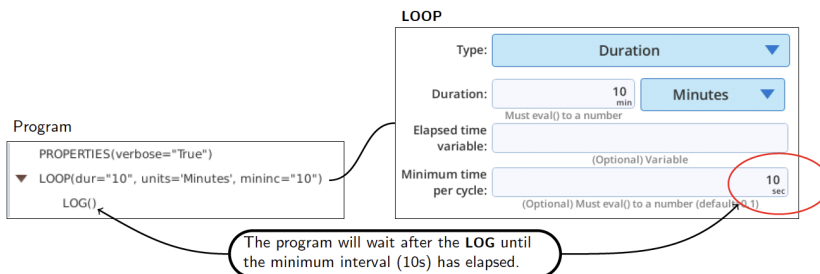 LOOP
Type:
Duration
Duration:
10
min
Minutes
Must eval() to a number
Elapsed time
variable:
(Optional) Variable
Minimum time
per cycle:
10
sec
(Optional) Must eval() to a number (default 0.1)
Program
PROPERTIES(verbose="True")
LOOP(dur="10", units='Minutes', mininc="10")
LOG()
The program will wait after the LOG until
the minimum interval (10s) has elapsed.